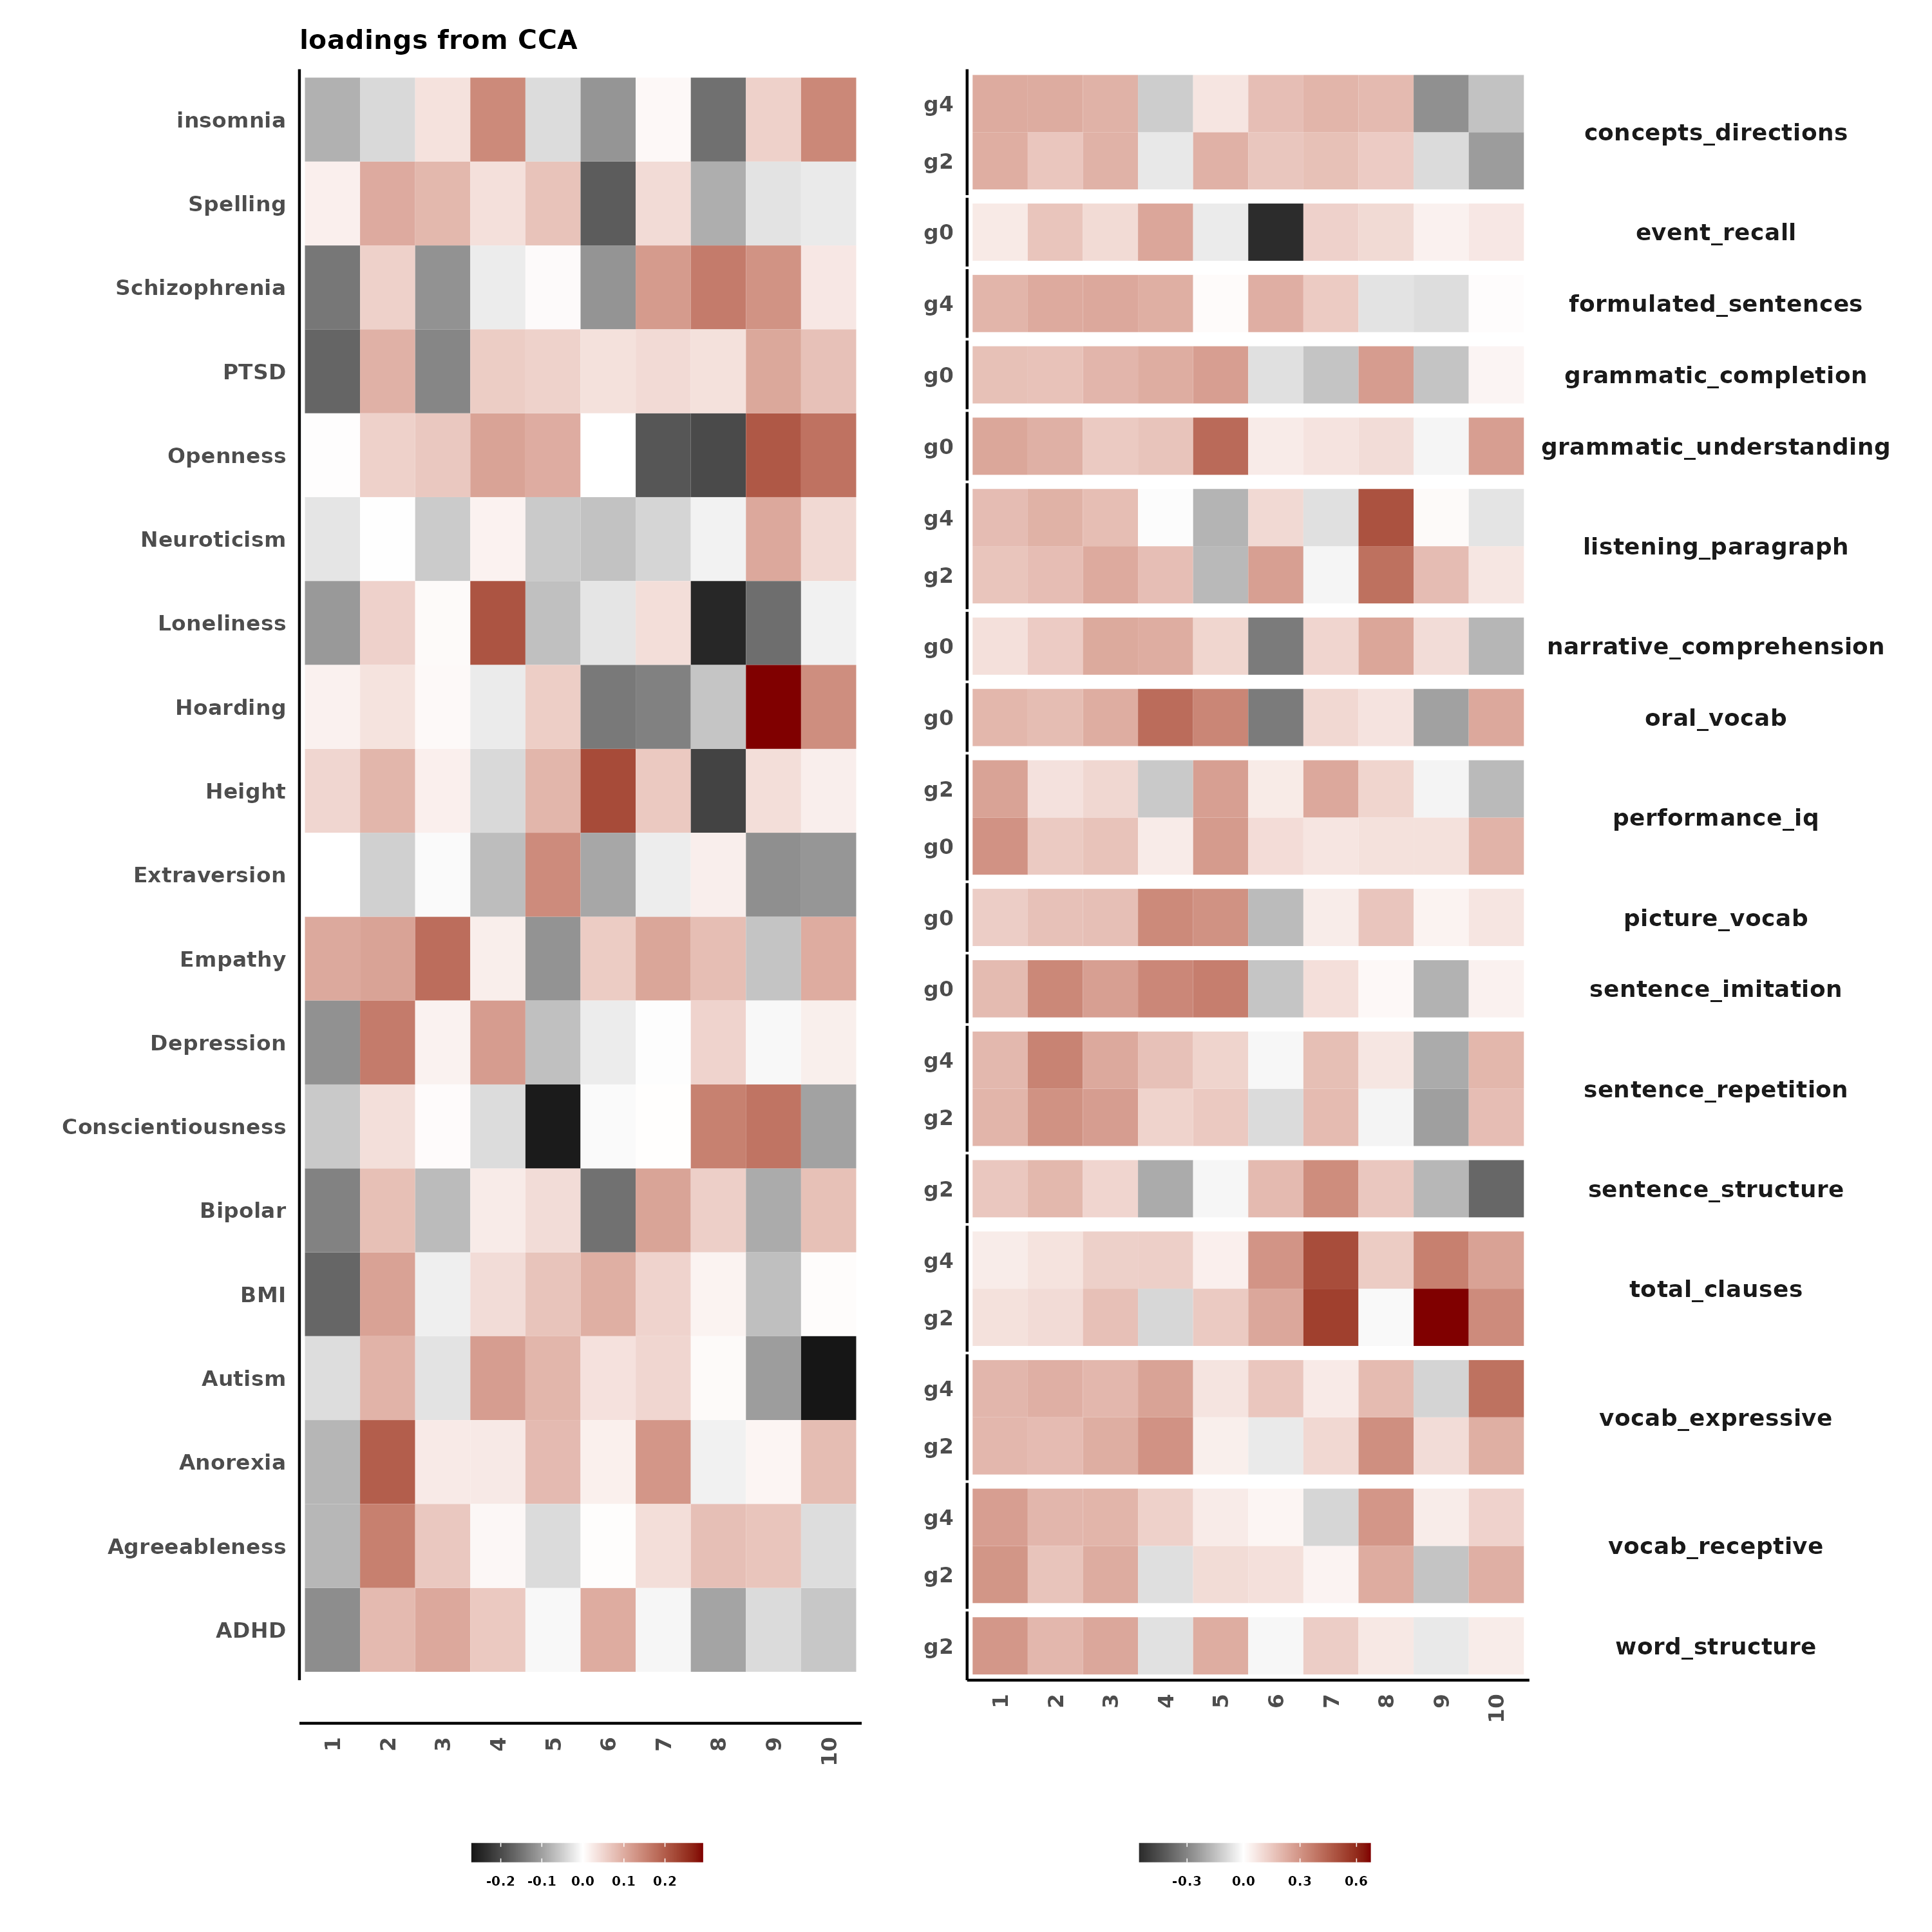 loadings from CCA
insomnia
Spelling
Schizophrenia
PTSD
Openness
Neuroticism
Loneliness
Hoarding
Height
Extraversion
Empathy
Depression
Conscientiousness
Bipolar
BMI
Autism
Anorexia
Agreeableness
ADHD
1 2 3 4 5 6 7 8 9 10
-0.2 -0.1 0.0 0.1 0.2
g4
concepts_directions
g2
g0 event_recall
g4 formulated_sentences
g0 grammatic_completion
g0 grammatic_understanding
g4
listening_paragraph
g2
g0 narrative_comprehension
g0 oral_vocab
g2
performance_iq
g0
g0 picture_vocab
g0 sentence_imitation
g4
sentence_repetition
g2
g2 sentence_structure
g4
total_clauses
g2
g4
vocab_expressive
g2
g4
vocab_receptive
g2
g2 word_structure
1 2 3 4 5 6 7 8 9 10
-0.3 0.0 0.3 0.6